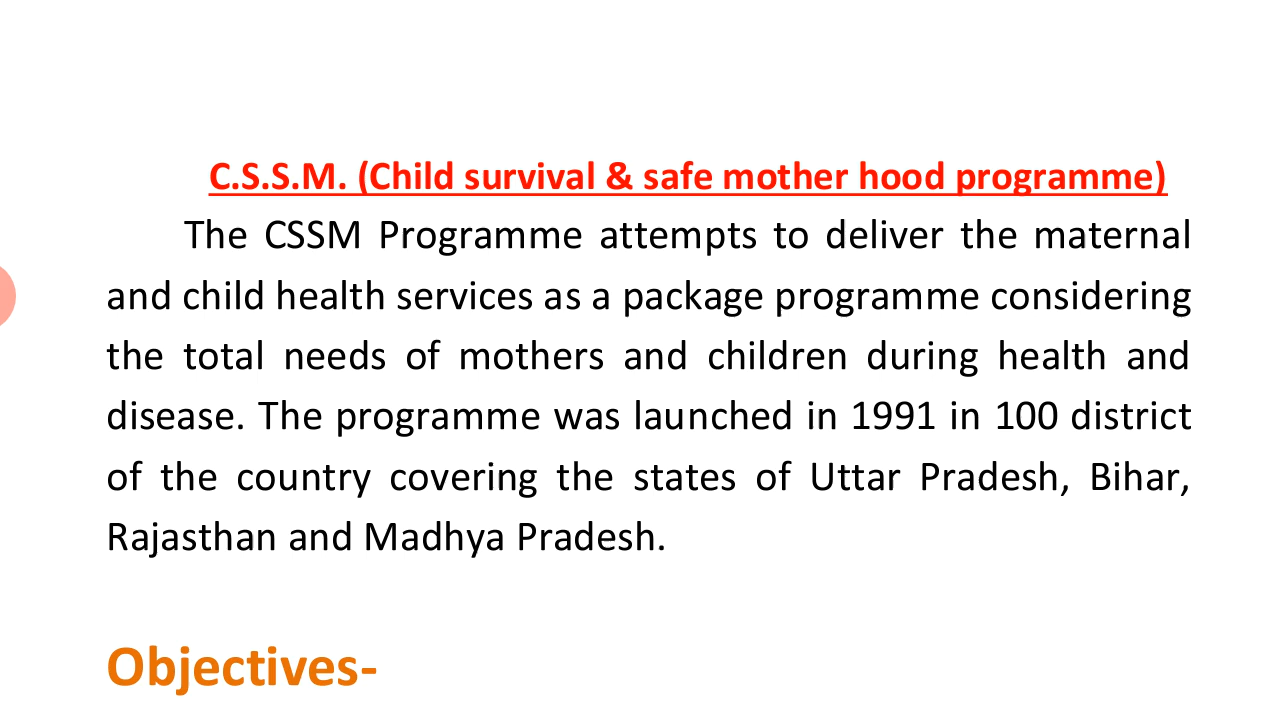 C.S.S.M. (Child survival & safe mother hood programme)
The CSSM Programme attempts to deliver the maternal
and child health services as a package programme considering
the total needs of mothers and children during health and
disease. The programme was launched in 1991 in 100 district
of the country covering the states of Uttar Pradesh, Bihar,
Rajasthan and Madhya Pradesh.
Objectives-